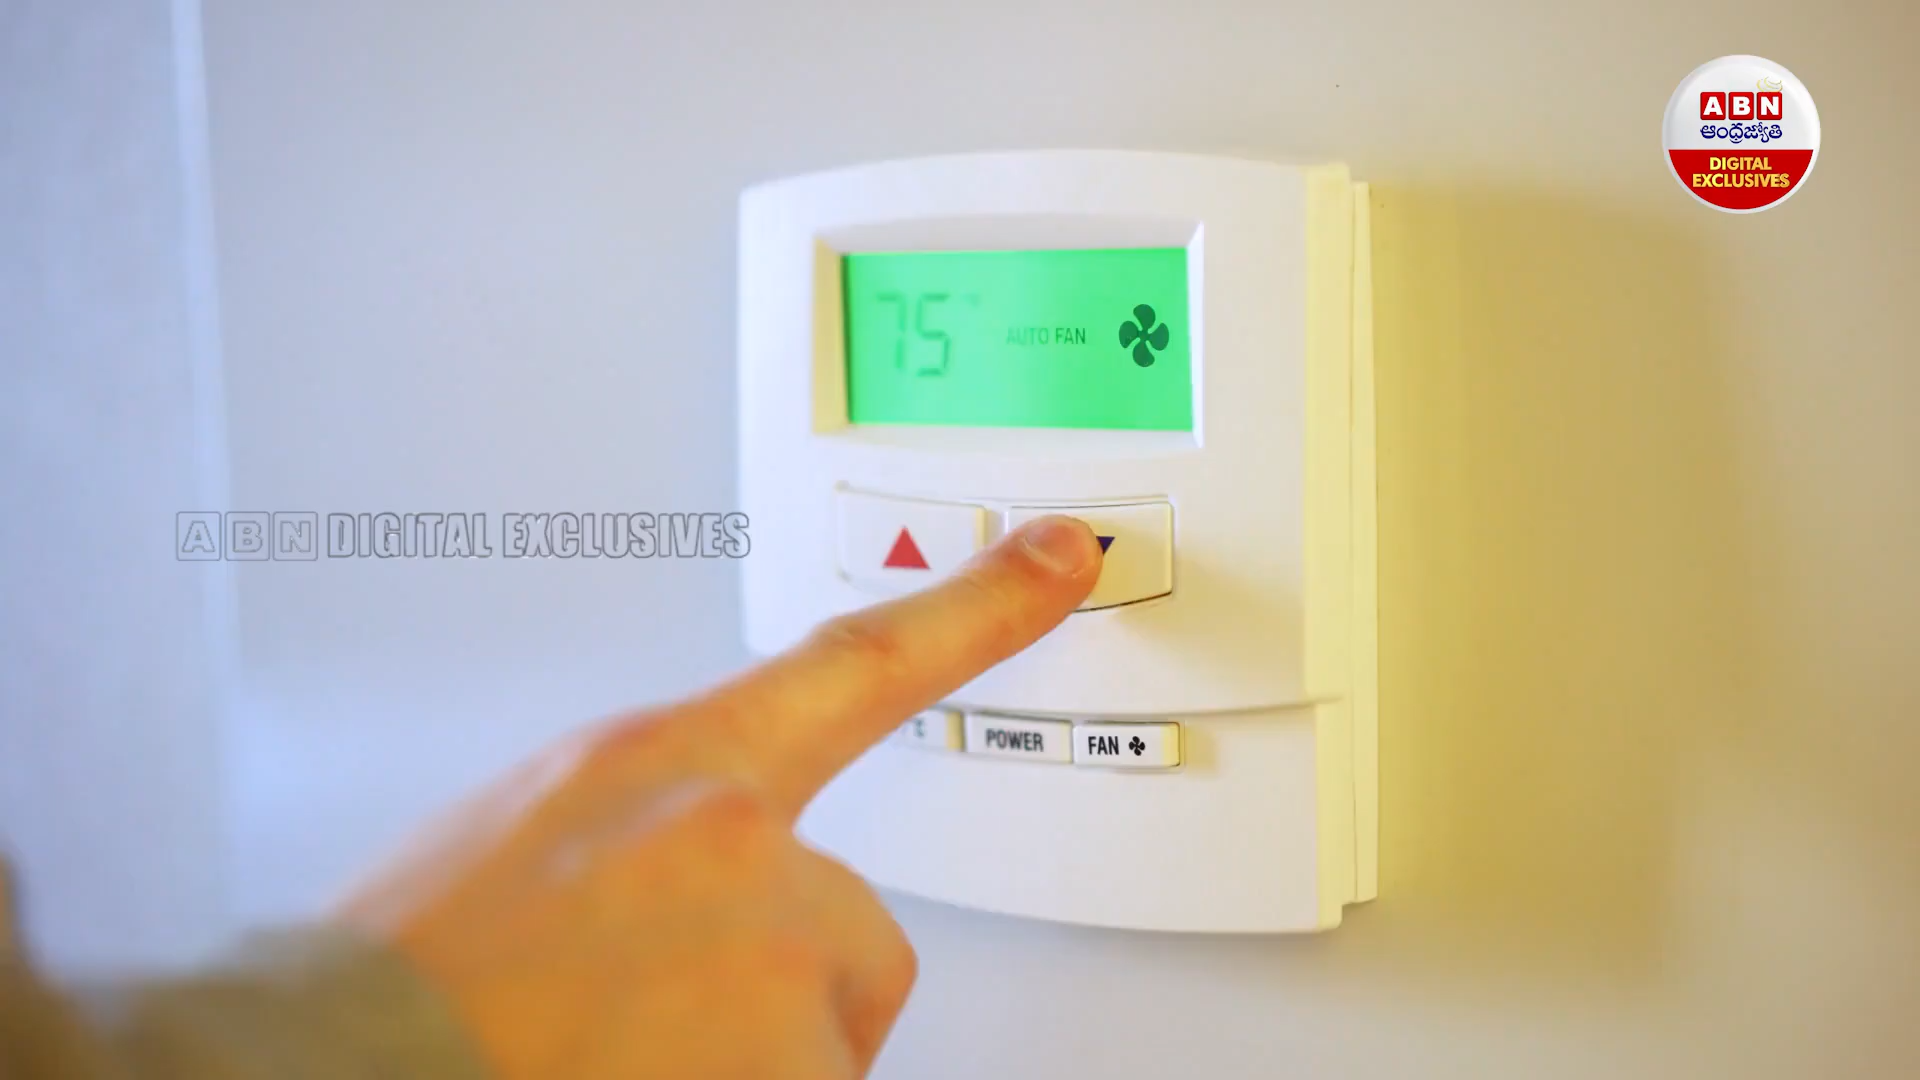 ABN
ఆంధ్రజ్యోతి
DIGITAL
EXCLUSIVES
75
AUTO FAN
ABN DIGITAL EXCLUSIVES
POWER
FAN